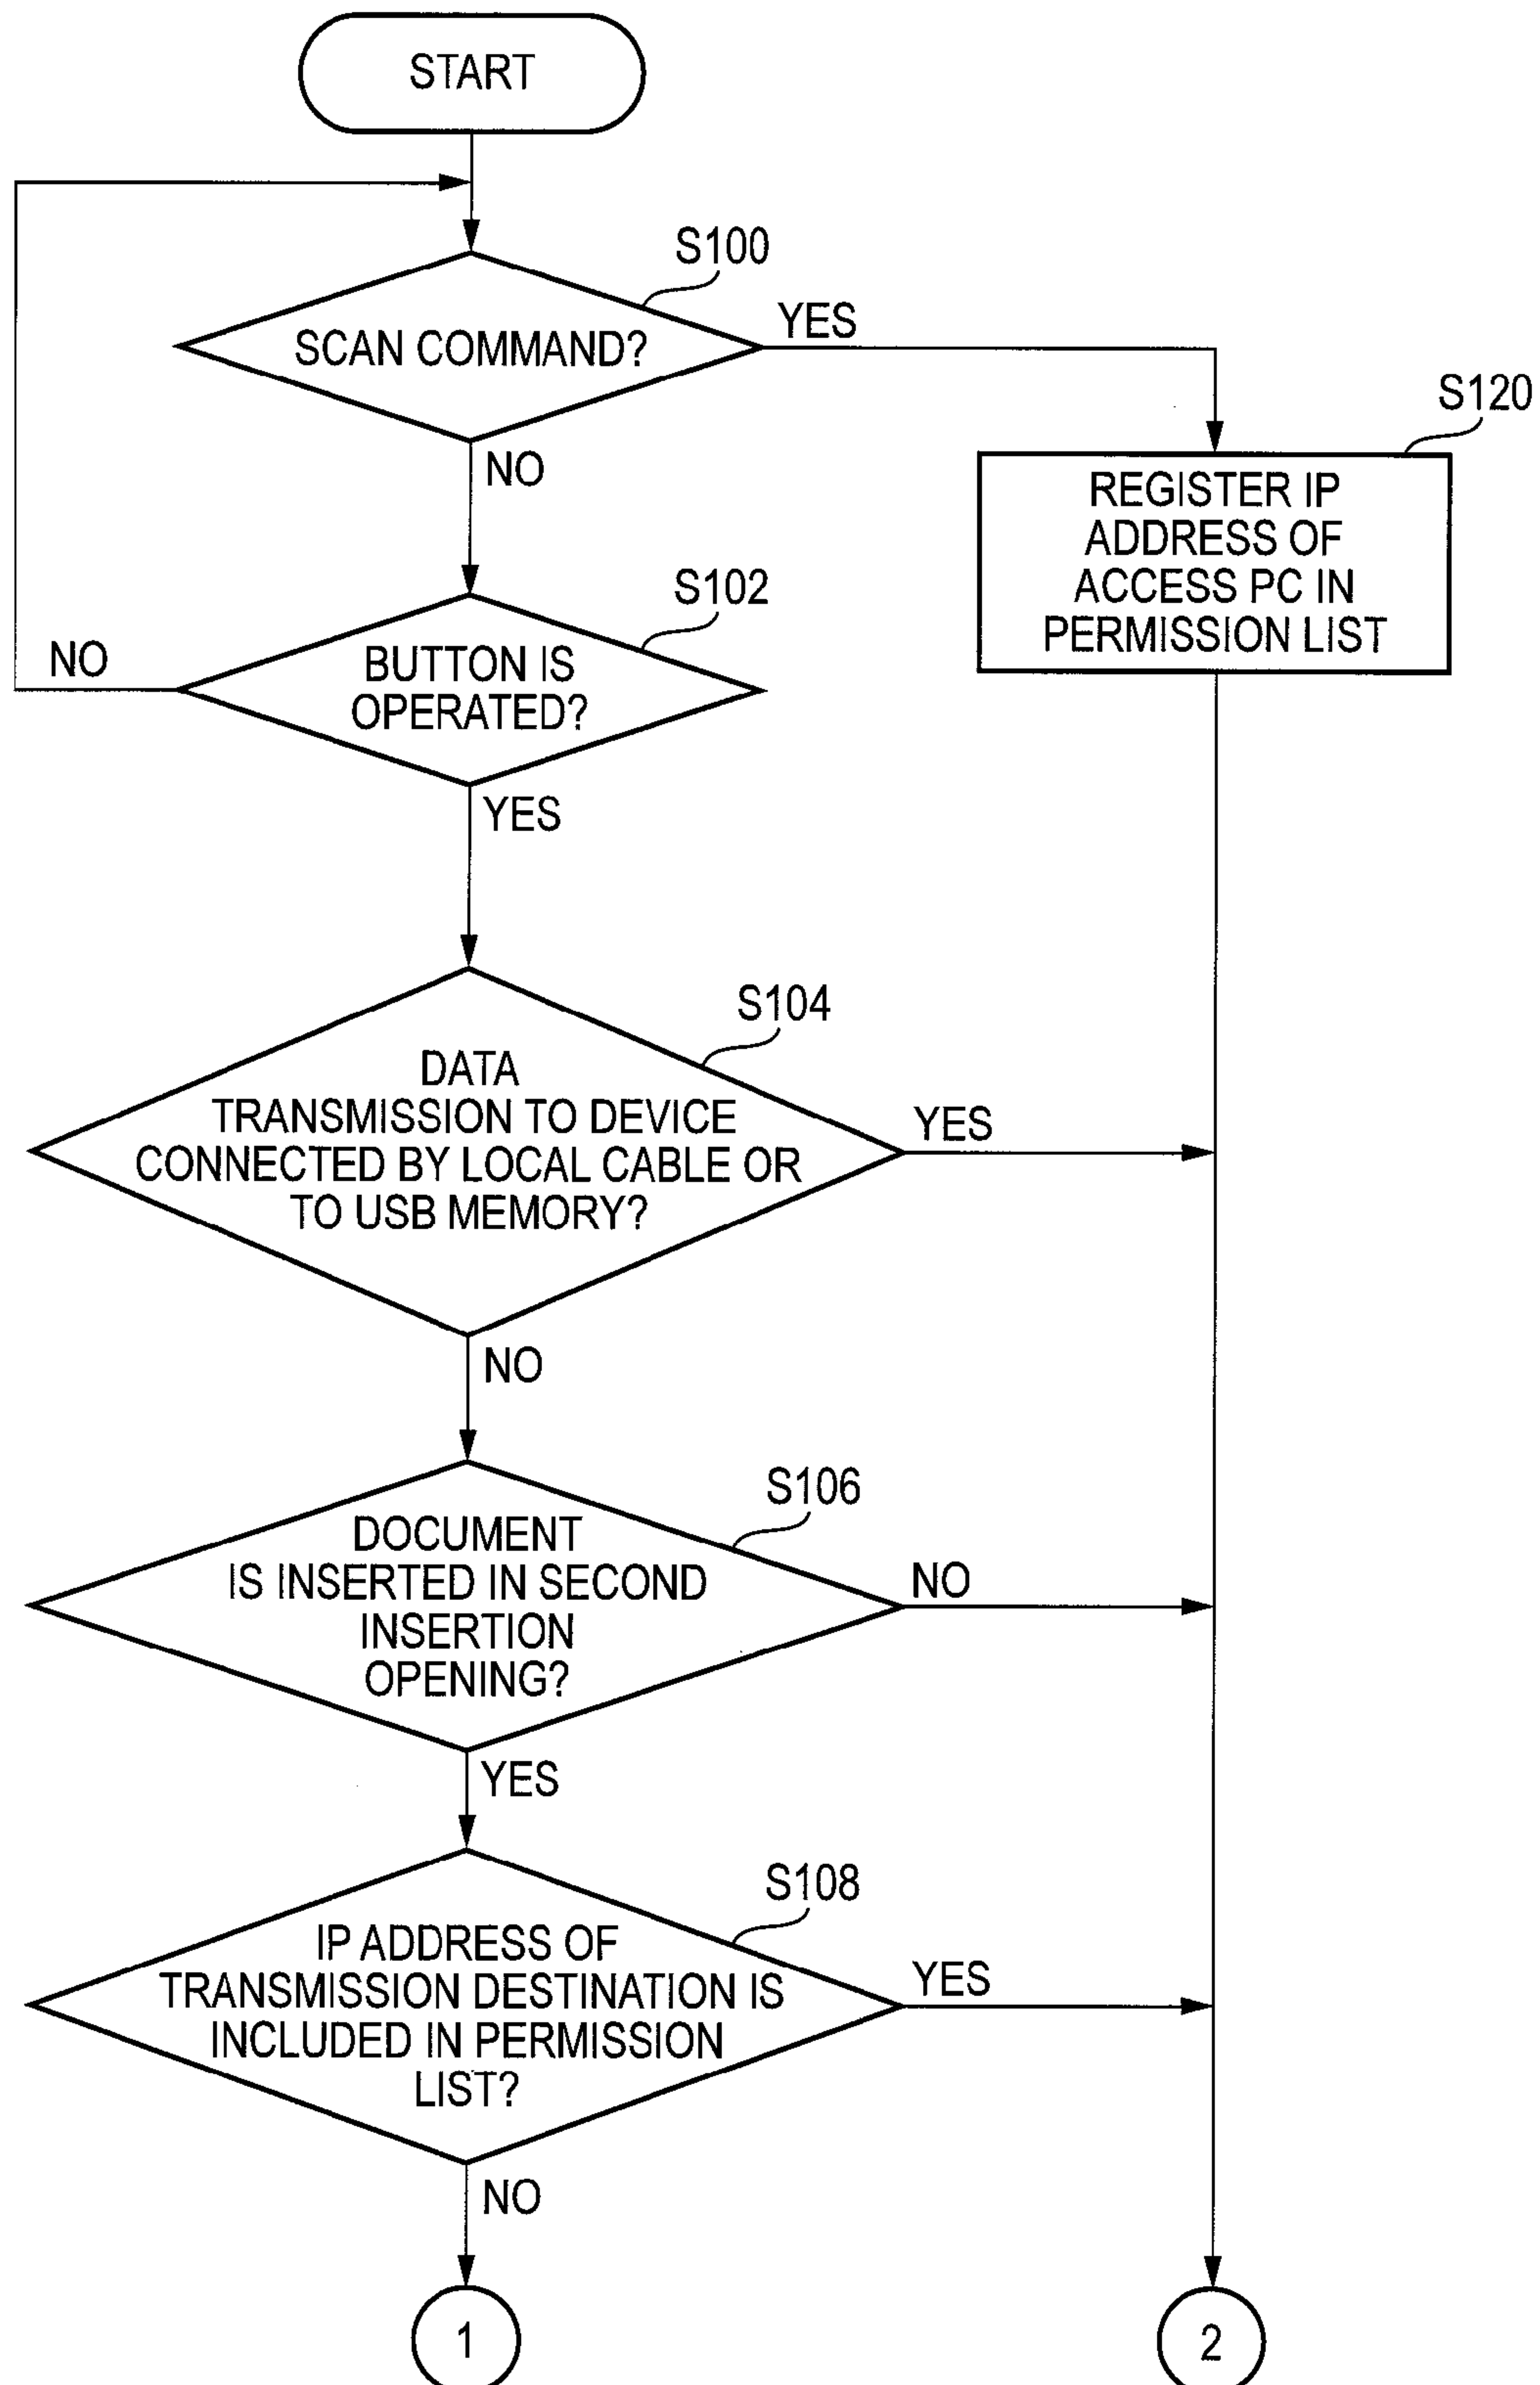 START
S100
SCAN COMMAND?
YES
NO
S120
REGISTER IP
ADDRESS OF
ACCESS PC IN
PERMISSION LIST
S102
BUTTON IS
OPERATED?
NO
YES
S104
DATA
TRANSMISSION TO DEVICE
CONNECTED BY LOCAL CABLE OR
TO USB MEMORY?
YES
NO
S106
DOCUMENT
IS INSERTED IN SECOND
INSERTION
OPENING?
NO
YES
S108
IP ADDRESS OF
TRANSMISSION DESTINATION IS
INCLUDED IN PERMISSION
LIST?
YES
NO
1
2